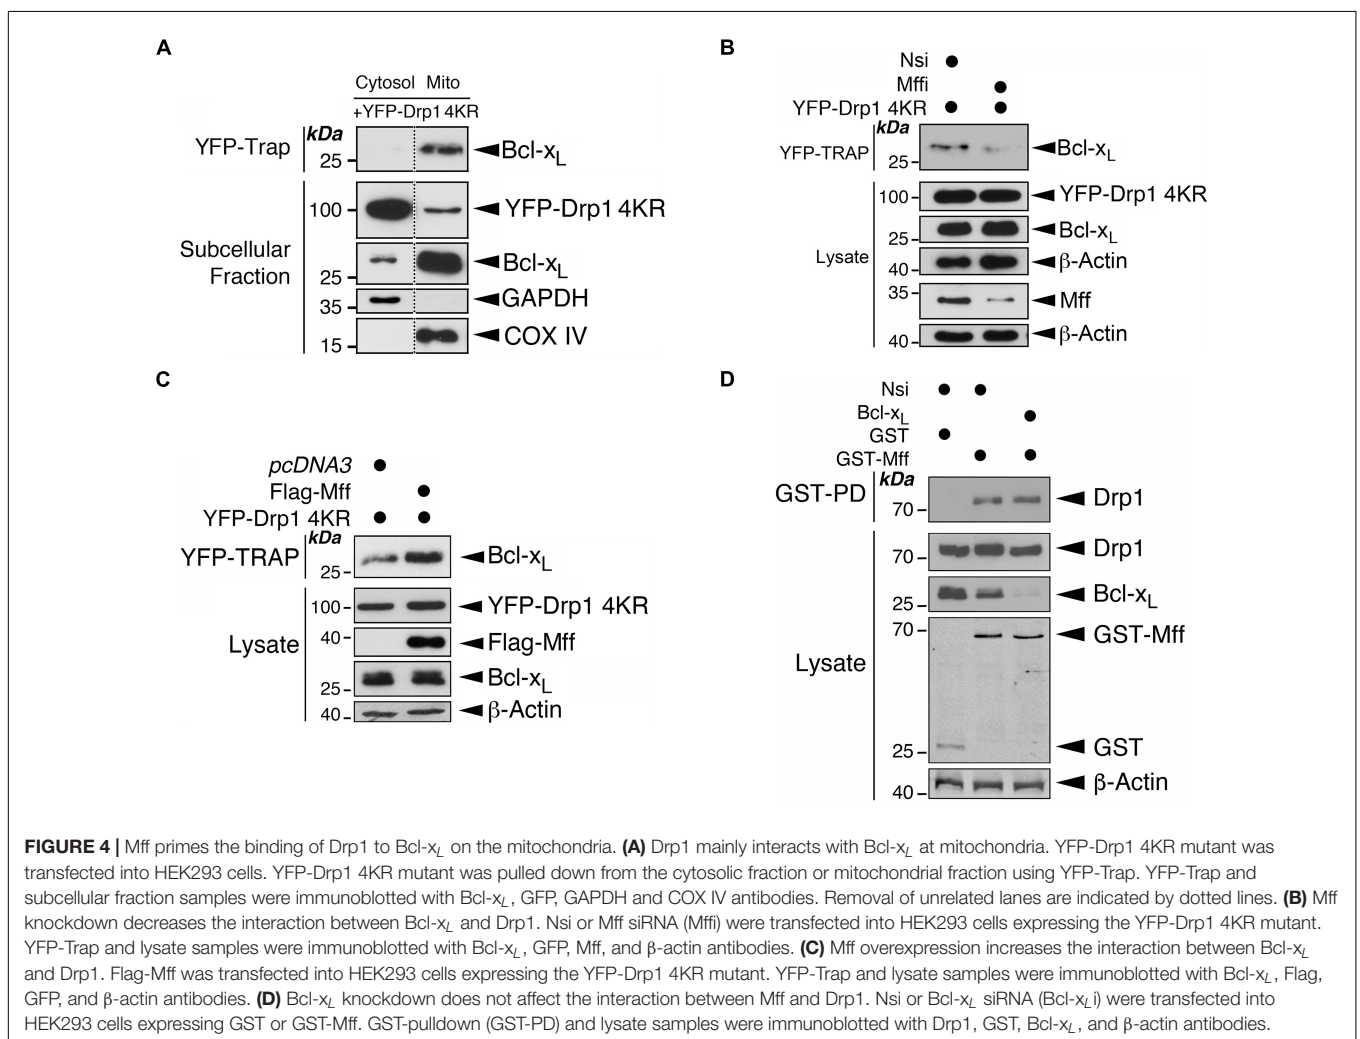 A
Cytosol Mito
+YFP-Drp1 4KR
kDa
YFP-Trap
25
Bcl-xL
Subcellular
Fraction
100
YFP-Drp1 4KR
25
Bcl-xL
35
GAPDH
15
COX IV
B
Nsi
Mffi
YFP-Drp1 4KR
kDa
YFP-TRAP
25
Bcl-xL
Lysate
100
YFP-Drp1 4KR
25
Bcl-xL
40
β-Actin
35
Mff
40
β-Actin
C
pcDNA3
Flag-Mff
YFP-Drp1 4KR
kDa
YFP-TRAP
25
Bcl-xL
Lysate
100
YFP-Drp1 4KR
40
Flag-Mff
25
Bcl-xL
40
β-Actin
D
Nsi
Bcl-xL
GST
GST-Mff
kDa
GST-PD
70
Drp1
Lysate
70
Drp1
25
Bcl-xL
70
GST-Mff
25
GST
40
β-Actin
FIGURE 4 | Mff primes the binding of Drp1 to Bcl-xL on the mitochondria. (A) Drp1 mainly interacts with Bcl-xL at mitochondria. YFP-Drp1 4KR mutant was
transfected into HEK293 cells. YFP-Drp1 4KR mutant was pulled down from the cytosolic fraction or mitochondrial fraction using YFP-Trap. YFP-Trap and
subcellular fraction samples were immunoblotted with Bcl-xL, GFP, GAPDH and COX IV antibodies. Removal of unrelated lanes are indicated by dotted lines. (B) Mff
knockdown decreases the interaction between Bcl-xL and Drp1. Nsi or Mff siRNA (Mffi) were transfected into HEK293 cells expressing the YFP-Drp1 4KR mutant.
YFP-Trap and lysate samples were immunoblotted with Bcl-xL, GFP, Mff, and β-actin antibodies. (C) Mff overexpression increases the interaction between Bcl-xL
and Drp1. Flag-Mff was transfected into HEK293 cells expressing the YFP-Drp1 4KR mutant. YFP-Trap and lysate samples were immunoblotted with Bcl-xL, Flag,
GFP, and β-actin antibodies. (D) Bcl-xL knockdown does not affect the interaction between Mff and Drp1. Nsi or Bcl-xL siRNA (Bcl-xLi) were transfected into
HEK293 cells expressing GST or GST-Mff. GST-pulldown (GST-PD) and lysate samples were immunoblotted with Drp1, GST, Bcl-xL, and β-actin antibodies.